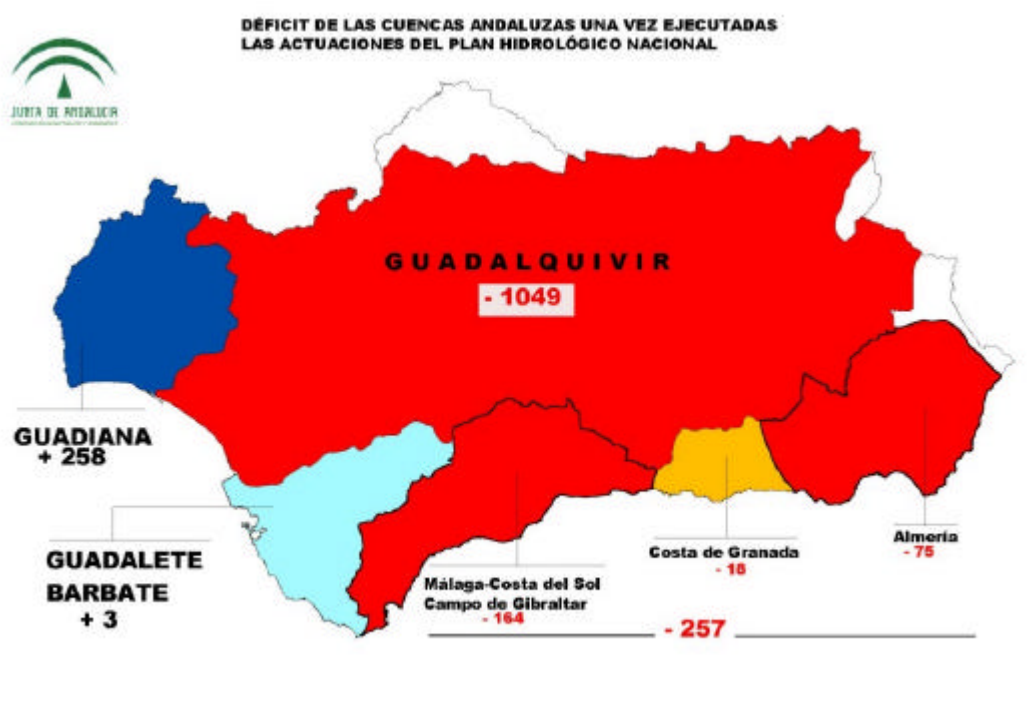 DÉFICIT DE LAS CUENCAS ANDALUZAS UNA VEZ EJECUTADAS
LAS ACTUACIONES DEL PLAN HIDROLÓGICO NACIONAL
JUNTA DE ANDALUCIA
GUADALQUIVIR
- 1049
GUADIANA
+ 258
GUADALETE
BARBATE
+ 3
Málaga-Costa del Sol
Campo de Gibraltar
- 164
Costa de Granada
- 18
Almería
- 75
- 257